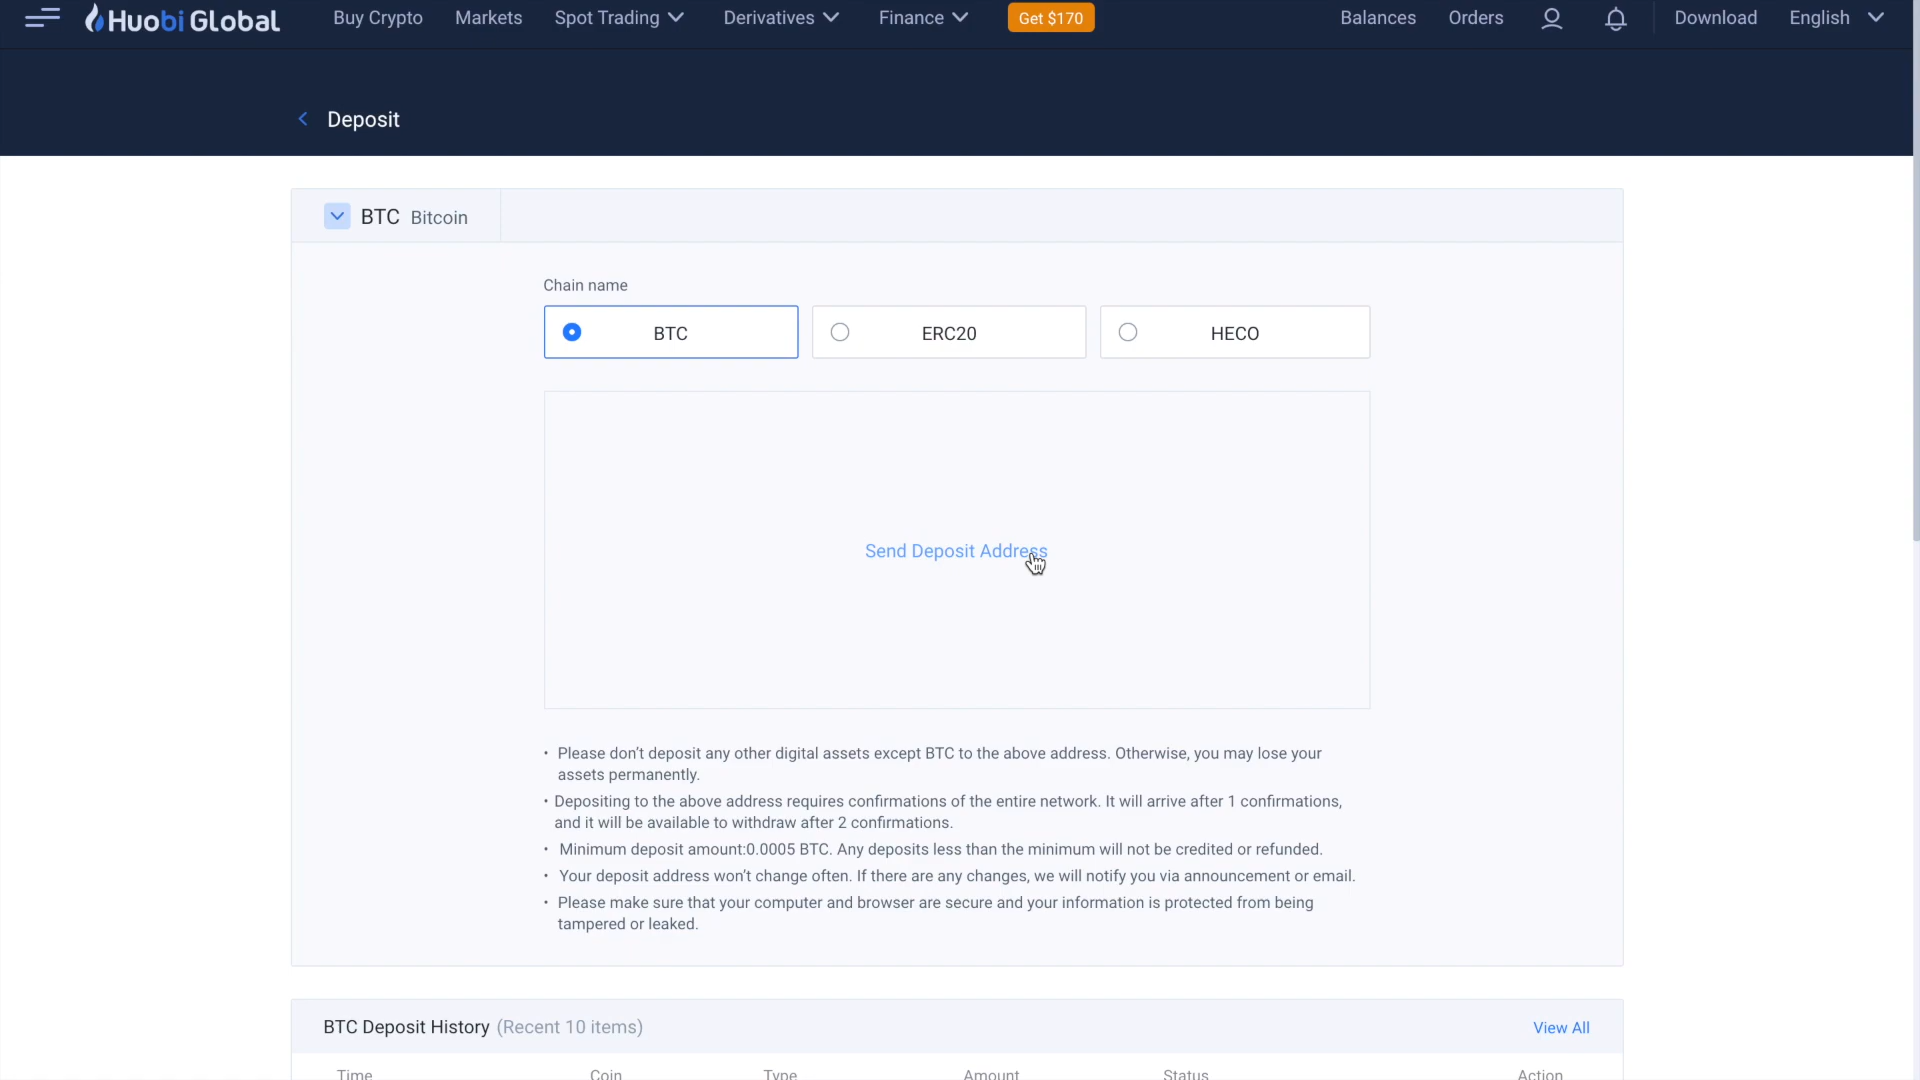 Huobi Global Buy Crypto Markets Spot Trading Derivatives Finance Get $170 Balances Orders Download English
Deposit
BTC Bitcoin
Chain name
BTC ERC20 HECO
Send Deposit Address
• Please don't deposit any other digital assets except BTC to the above address. Otherwise, you may lose your
assets permanently.
• Depositing to the above address requires confirmations of the entire network. It will arrive after 1 confirmations,
and it will be available to withdraw after 2 confirmations.
• Minimum deposit amount:0.0005 BTC. Any deposits less than the minimum will not be credited or refunded.
• Your deposit address won't change often. If there are any changes, we will notify you via announcement or email.
• Please make sure that your computer and browser are secure and your information is protected from being
tampered or leaked.
BTC Deposit History (Recent 10 items) View All
Time Coin Type Amount Status Action